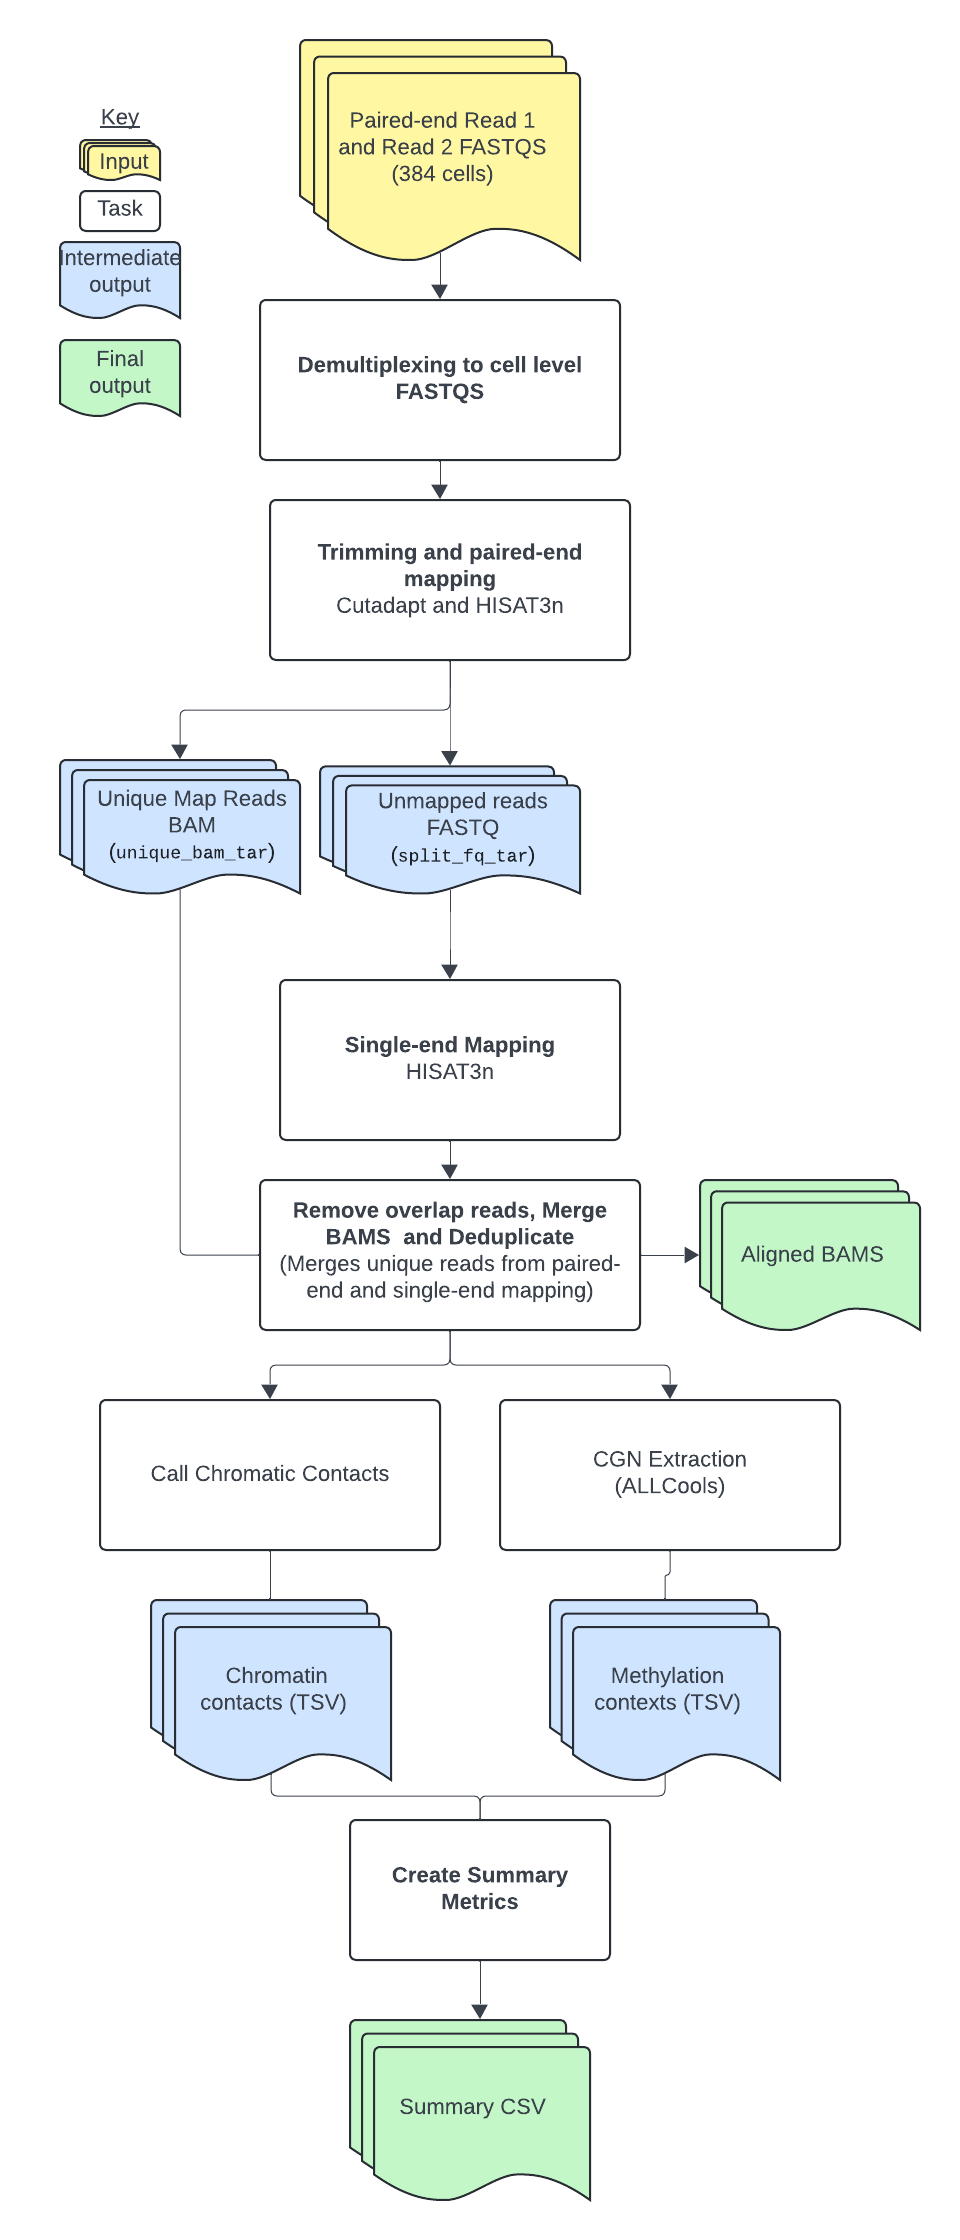 Paired-end Read 1
and Read 2 FASTQS
(384 cells)
Key
Input
Task
Intermediate
output
Final
output
Demultiplexing to cell level
FASTQS
Trimming and paired-end
mapping
Cutadapt and HISAT3n
Unique Map Reads
BAM
(unique_bam_tar)
Unmapped reads
FASTQ
(split_fq_tar)
Single-end Mapping
HISAT3n
Remove overlap reads, Merge
BAMS and Deduplicate
(Merges unique reads from paired-
end and single-end mapping)
Aligned BAMS
Call Chromatic Contacts
CGN Extraction
(ALLCools)
Chromatin
contacts (TSV)
Methylation
contexts (TSV)
Create Summary
Metrics
Summary CSV